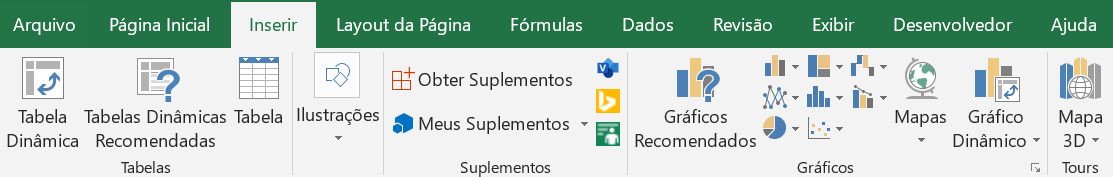 Arquivo Página Inicial Inserir Layout da Página Fórmulas Dados Revisão Exibir Desenvolvedor Ajuda
Tabela
Dinâmica
Tabelas Dinâmicas
Recomendadas
Tabela
Tabelas
Ilustrações
Obter Suplementos
Meus Suplementos
Suplementos
Gráficos
Recomendados
Mapas
Gráfico
Dinâmico
Gráficos
Mapa
3D
Tours